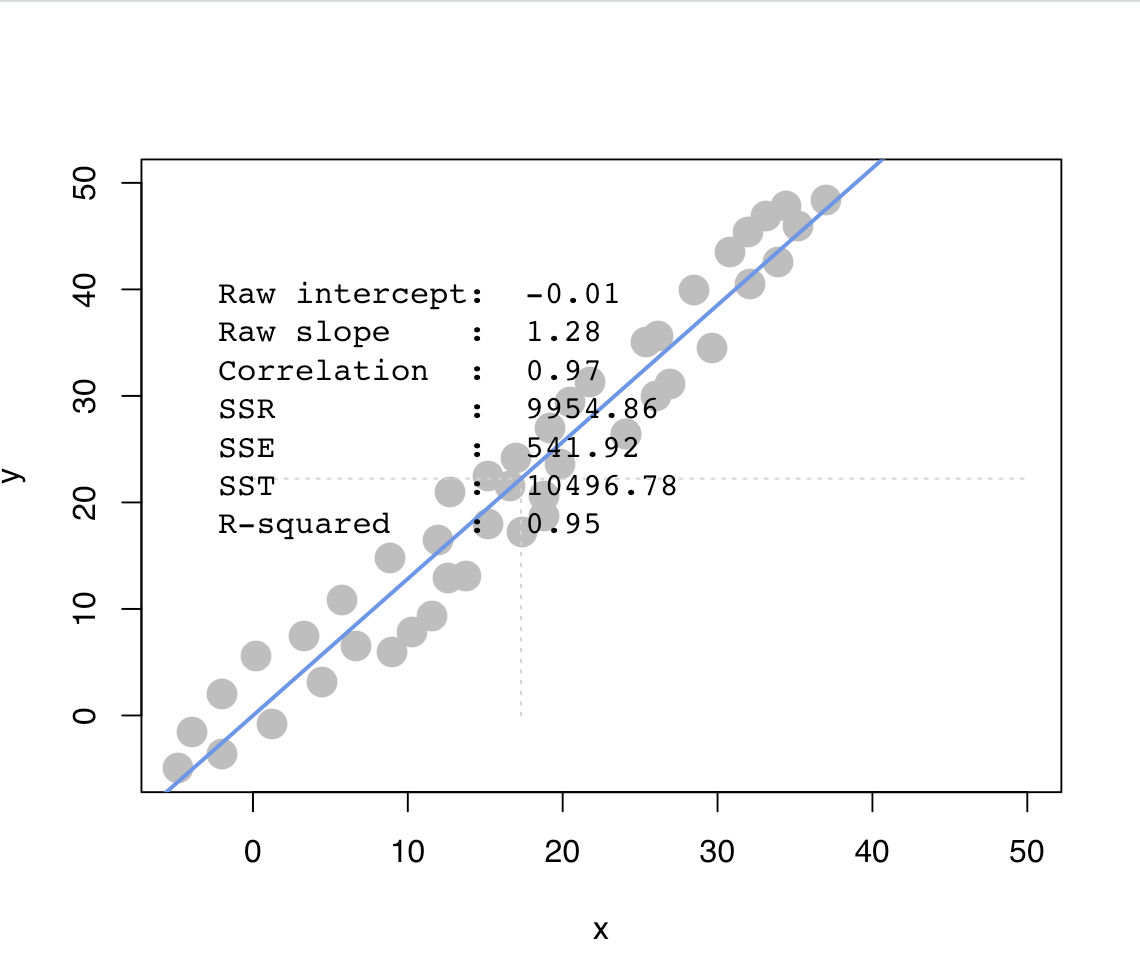 50
40
30
20
10
0
y
Raw intercept: -0.01
Raw slope : 1.28
Correlation : 0.97
SSR : 9954.86
SSE : 541.92
SST : 10496.78
R-squared : 0.95
0 10 20 30 40 50
x